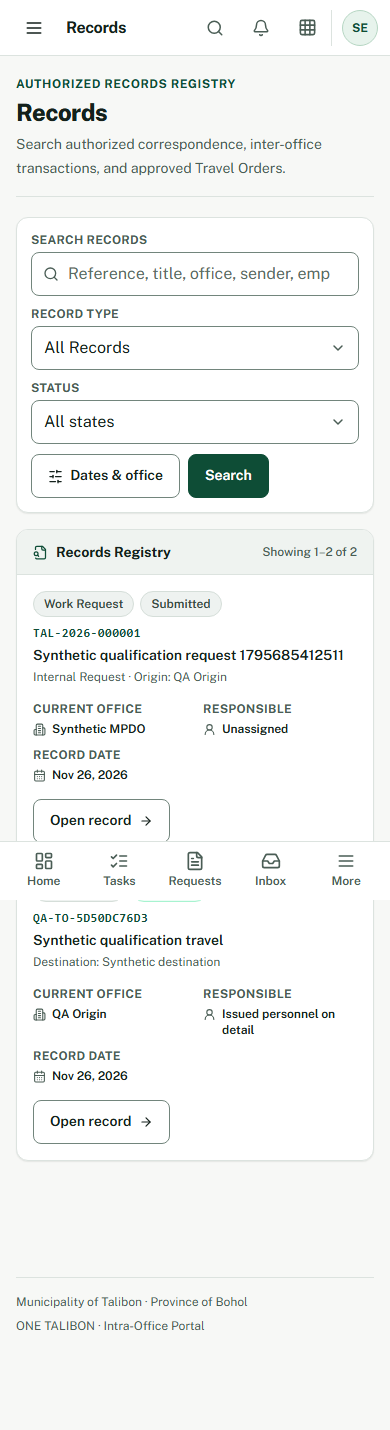 Records
SE
AUTHORIZED RECORDS REGISTRY
Records
Search authorized correspondence, inter-office
transactions, and approved Travel Orders.
SEARCH RECORDS
Reference, title, office, sender, emp
RECORD TYPE
All Records
STATUS
All states
Dates & office
Search
Records Registry
Showing 1–2 of 2
Work Request
Submitted
TAL-2026-000001
Synthetic qualification request 1795685412511
Internal Request · Origin: QA Origin
CURRENT OFFICE
RESPONSIBLE
Synthetic MPDO
Unassigned
RECORD DATE
Nov 26, 2026
Open record
Home
Tasks
Requests
Inbox
More
QA-TO-5D50DC76D3
Synthetic qualification travel
Destination: Synthetic destination
CURRENT OFFICE
RESPONSIBLE
QA Origin
Issued personnel on
detail
RECORD DATE
Nov 26, 2026
Open record
Municipality of Talibon · Province of Bohol
ONE TALIBON · Intra-Office Portal